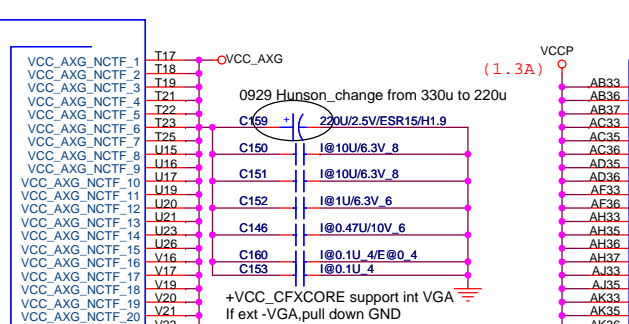 VCC_AXG_NCTF_1 T17
VCC_AXG_NCTF_2 T18
VCC_AXG_NCTF_3 T19
VCC_AXG_NCTF_4 T21
VCC_AXG_NCTF_5 T22
VCC_AXG_NCTF_6 T23
VCC_AXG_NCTF_7 T25
VCC_AXG_NCTF_8 U15
VCC_AXG_NCTF_9 U16
VCC_AXG_NCTF_10 U17
VCC_AXG_NCTF_11 U19
VCC_AXG_NCTF_12 U20
VCC_AXG_NCTF_13 U21
VCC_AXG_NCTF_14 U23
VCC_AXG_NCTF_15 U26
VCC_AXG_NCTF_16 V16
VCC_AXG_NCTF_17 V17
VCC_AXG_NCTF_18 V19
VCC_AXG_NCTF_19 V20
VCC_AXG_NCTF_20 V21
VCC_AXG
0929 Hunson_change from 330u to 220u
C159 + 220U/2.5V/ESR15/H1.9
C150 I@10U/6.3V_8
C151 I@10U/6.3V_8
C152 I@1U/6.3V_6
C146 I@0.47U/10V_6
C160 I@0.1U_4/E@0_4
C153 I@0.1U_4
+VCC_CFXCORE support int VGA
If ext -VGA,pull down GND
VCCP
(1.3A)
AB33
AB36
AB37
AC33
AC35
AC36
AD35
AD36
AF33
AF36
AH33
AH35
AH36
AH37
AJ33
AJ35
AK33
AK35